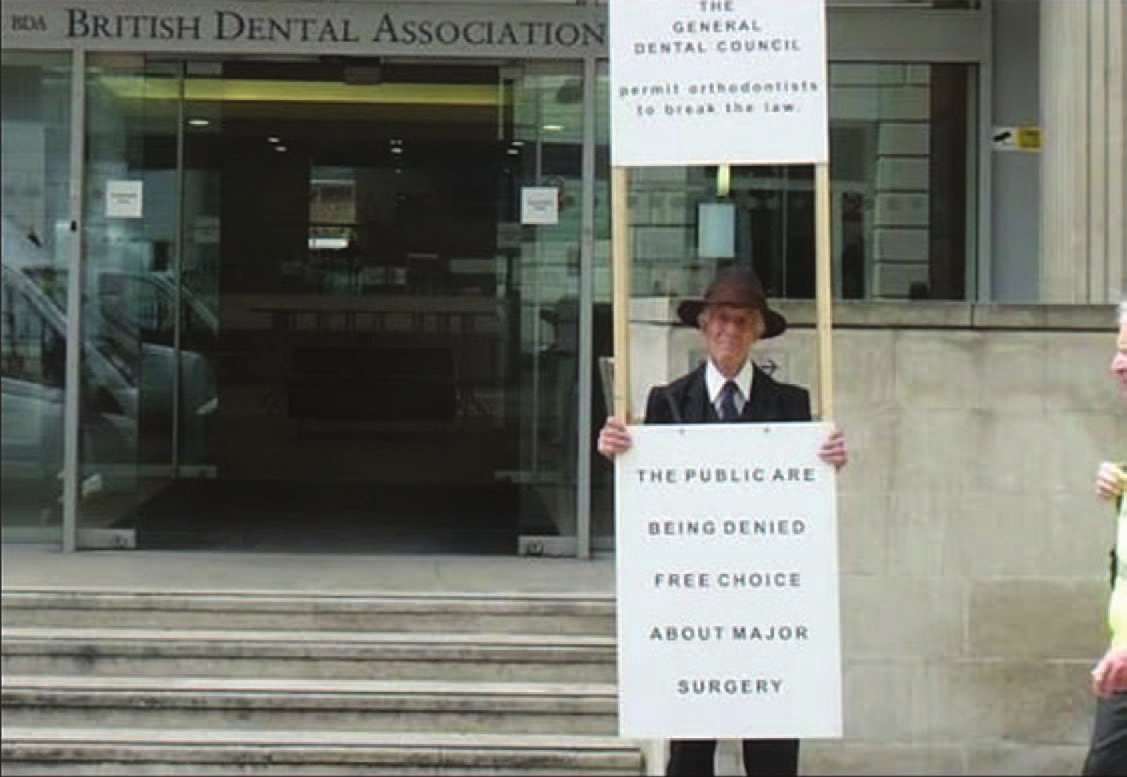 BDA BRITISH DENTAL ASSOCIATION
THE
GENERAL
DENTAL COUNCIL
permit orthodontists
to break the law.
THE PUBLIC ARE
BEING DENIED
FREE CHOICE
ABOUT MAJOR
SURGERY